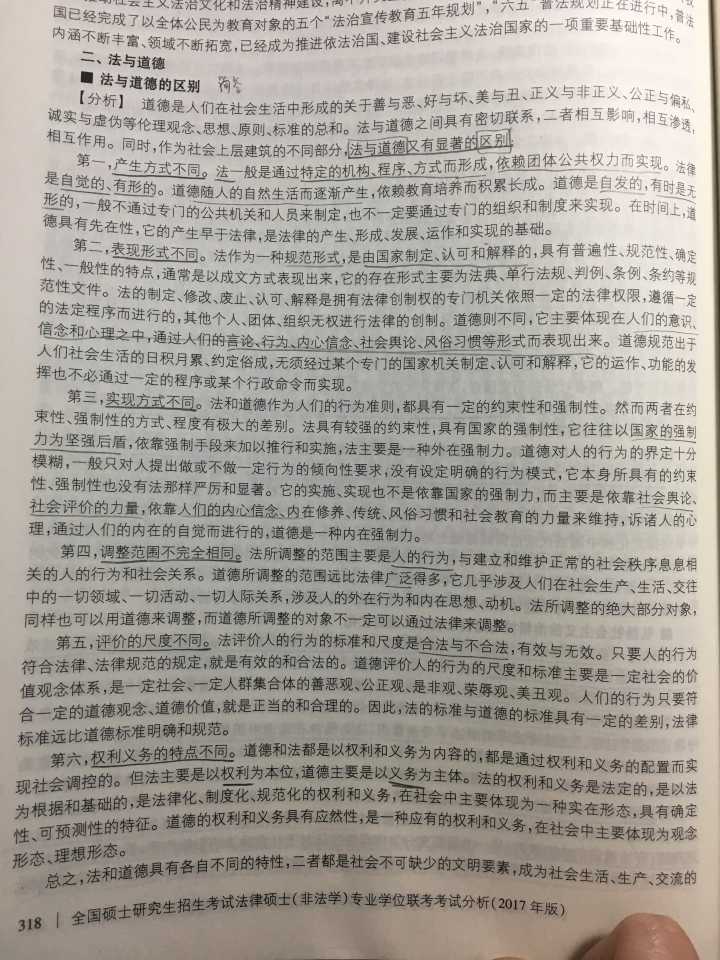 社会主义法治文化和法治精神建设,
国已经完成了以全体公民为教育对象的五个“法治宣传教育五年规划”,“六五”普法规划正在进行中,普法
内涵不断丰富、领域不断拓宽,已经成为推进依法治国、建设社会主义法治国家的一项重要基础性工作。
二、法与道德
■ 法与道德的区别
【分析】 道德是人们在社会生活中形成的关于善与恶、好与坏、美与丑、正义与非正义、公正与偏私、
诚实与虚伪等伦理观念、思想、原则、标准的总和。法与道德之间具有密切联系,二者相互影响,相互渗透,
相互作用。同时,作为社会上层建筑的不同部分,法与道德又有显著的区别。
第一,产生方式不同。法一般是通过特定的机构、程序、方式而形成,依赖团体公共权力而实现。法律
是自觉的、有形的。道德随人的自然生活而逐渐产生,依赖教育培养而积累长成。道德是自发的,有时是无
形的,一般不通过专门的公共机关和人员来制定,也不一定要通过专门的组织和制度来实现。在时间上,道
德具有先在性,它的产生早于法律,是法律的产生、形成、发展、运作和实现的基础。
第二,表现形式不同。法作为一种规范形式,是由国家制定、认可和解释的,具有普遍性、规范性、确定
性、一般性的特点,通常是以成文方式表现出来,它的存在形式主要为法典、单行法规、判例、条例、条约等规
范性文件。法的制定、修改、废止、认可、解释是拥有法律创制权的专门机关依照一定的法律权限,遵循一定
的法定程序而进行的,其他个人、团体、组织无权进行法律的创制。道德则不同,它主要体现在人们的意识、
信念和心理之中,通过人们的言论、行为、内心信念、社会舆论、风俗习惯等形式而表现出来。道德规范出于
人们社会生活的日积月累、约定俗成,无须经过某个专门的国家机关制定、认可和解释,它的运作、功能的发
挥也不必通过一定的程序或某个行政命令而实现。
第三,实现方式不同。法和道德作为人们的行为准则,都具有一定的约束性和强制性。然而两者在约
束性、强制性的方式、程度有极大的差别。法具有较强的约束性,具有国家的强制性,它往往以国家的强制
力为坚强后盾,依靠强制手段来加以推行和实施,法主要是一种外在强制力。道德对人的行为的界定十分
模糊,一般只对人提出做或不做一定行为的倾向性要求,没有设定明确的行为模式,它本身所具有的约束
性、强制性也没有法那样严厉和显著。它的实施、实现也不是依靠国家的强制力,而主要是依靠社会舆论、
社会评价的力量,依靠人们的内心信念、内在修养、传统、风俗习惯和社会教育的力量来维持,诉诸人的心
理,通过人们的内在的自觉而进行的,道德是一种内在强制力。
第四,调整范围不完全相同。法所调整的范围主要是人的行为,与建立和维护正常的社会秩序息息相
关的人的行为和社会关系。道德所调整的范围远比法律广泛得多,它几乎涉及人们在社会生产、生活、交往
中的一切领域、一切活动、一切人际关系,涉及人的外在行为和内在思想、动机。法所调整的绝大部分对象,
同样也可以用道德来调整,而道德所调整的对象不一定可以通过法律来调整。
第五,评价的尺度不同。法评价人的行为的标准和尺度是合法与不合法,有效与无效。只要人的行为
符合法律、法律规范的规定,就是有效的和合法的。道德评价人的行为的尺度和标准主要是一定社会的价
值观念体系,是一定社会、一定人群集合体的善恶观、公正观、是非观、荣辱观、美丑观。人们的行为只要符
合一定的道德观念、道德价值,就是正当的和合理的。因此,法的标准与道德的标准具有一定的差别,法律
标准远比道德标准明确和规范。
第六,权利义务的特点不同。道德和法都是以权利和义务为内容的,都是通过权利和义务的配置而实
现社会调控的。但法主要是以权利为本位,道德主要是以义务为主体。法的权利和义务是法定的,是以法
为根据和基础的,是法律化、制度化、规范化的权利和义务,在社会中主要体现为一种实在形态,具有确定
性、可预测性的特征。道德的权利和义务具有应然性,是一种应有的权利和义务,在社会中主要体现为观念
形态、理想形态。
总之,法和道德具有各自不同的特性,二者都是社会不可缺少的文明要素,成为社会生活、生产、交流的
318 | 全国硕士研究生招生考试法律硕士(非法学)专业学位联考考试分析(2017年版)